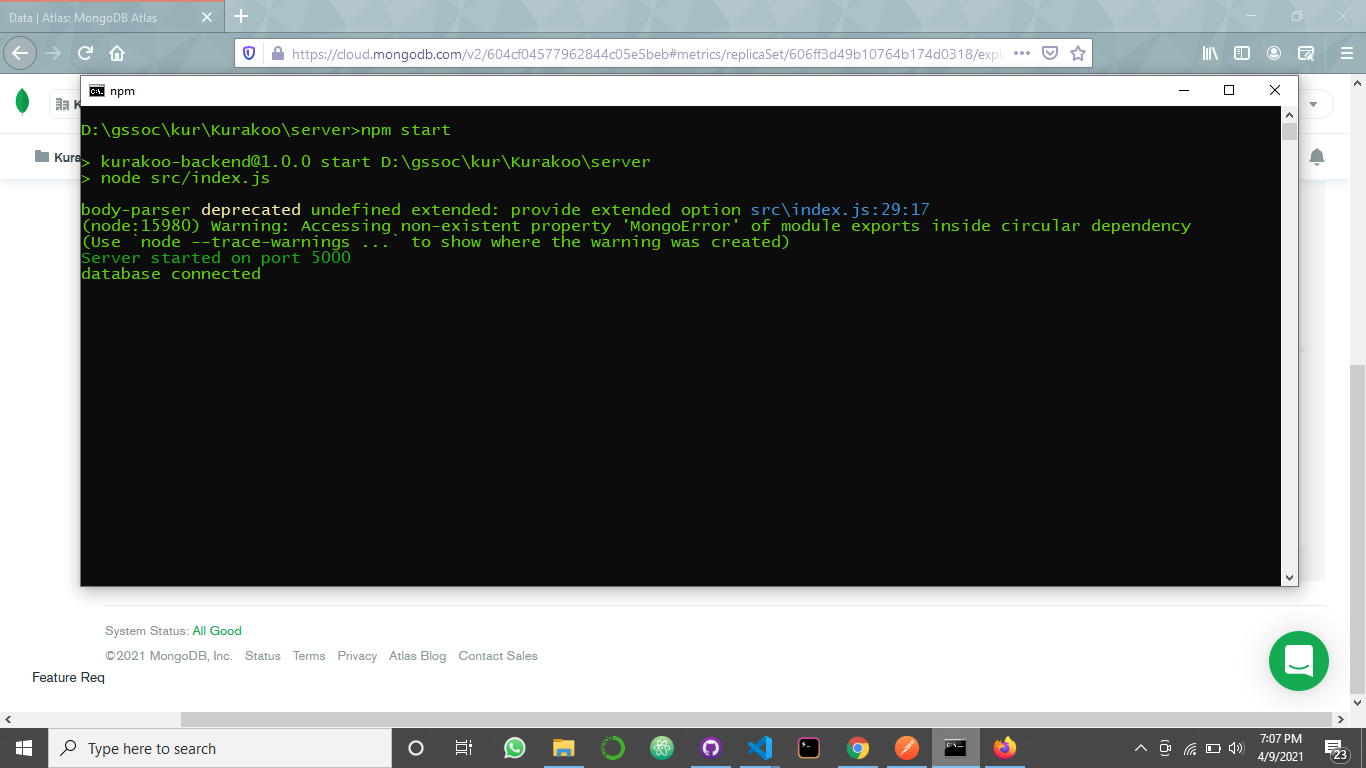 Data | Atlas: MongoDB Atlas
https://cloud.mongodb.com/v2/604cf04577962844c05e5beb#metrics/replicaSet/606ff3d49b10764b174d0318/explo
npm
K
Kura
D:\gssoc\kur\Kurakoo\server>npm start
> kurakoo-backend@1.0.0 start D:\gssoc\kur\Kurakoo\server
> node src/index.js
body-parser deprecated undefined extended: provide extended option src\index.js:29:17
(node:15980) Warning: Accessing non-existent property 'MongoError' of module exports inside circular dependency
(Use `node --trace-warnings ...` to show where the warning was created)
Server started on port 5000
database connected
System Status: All Good
©2021 MongoDB, Inc. Status Terms Privacy Atlas Blog Contact Sales
Feature Req
Type here to search
7:07 PM
4/9/2021
23